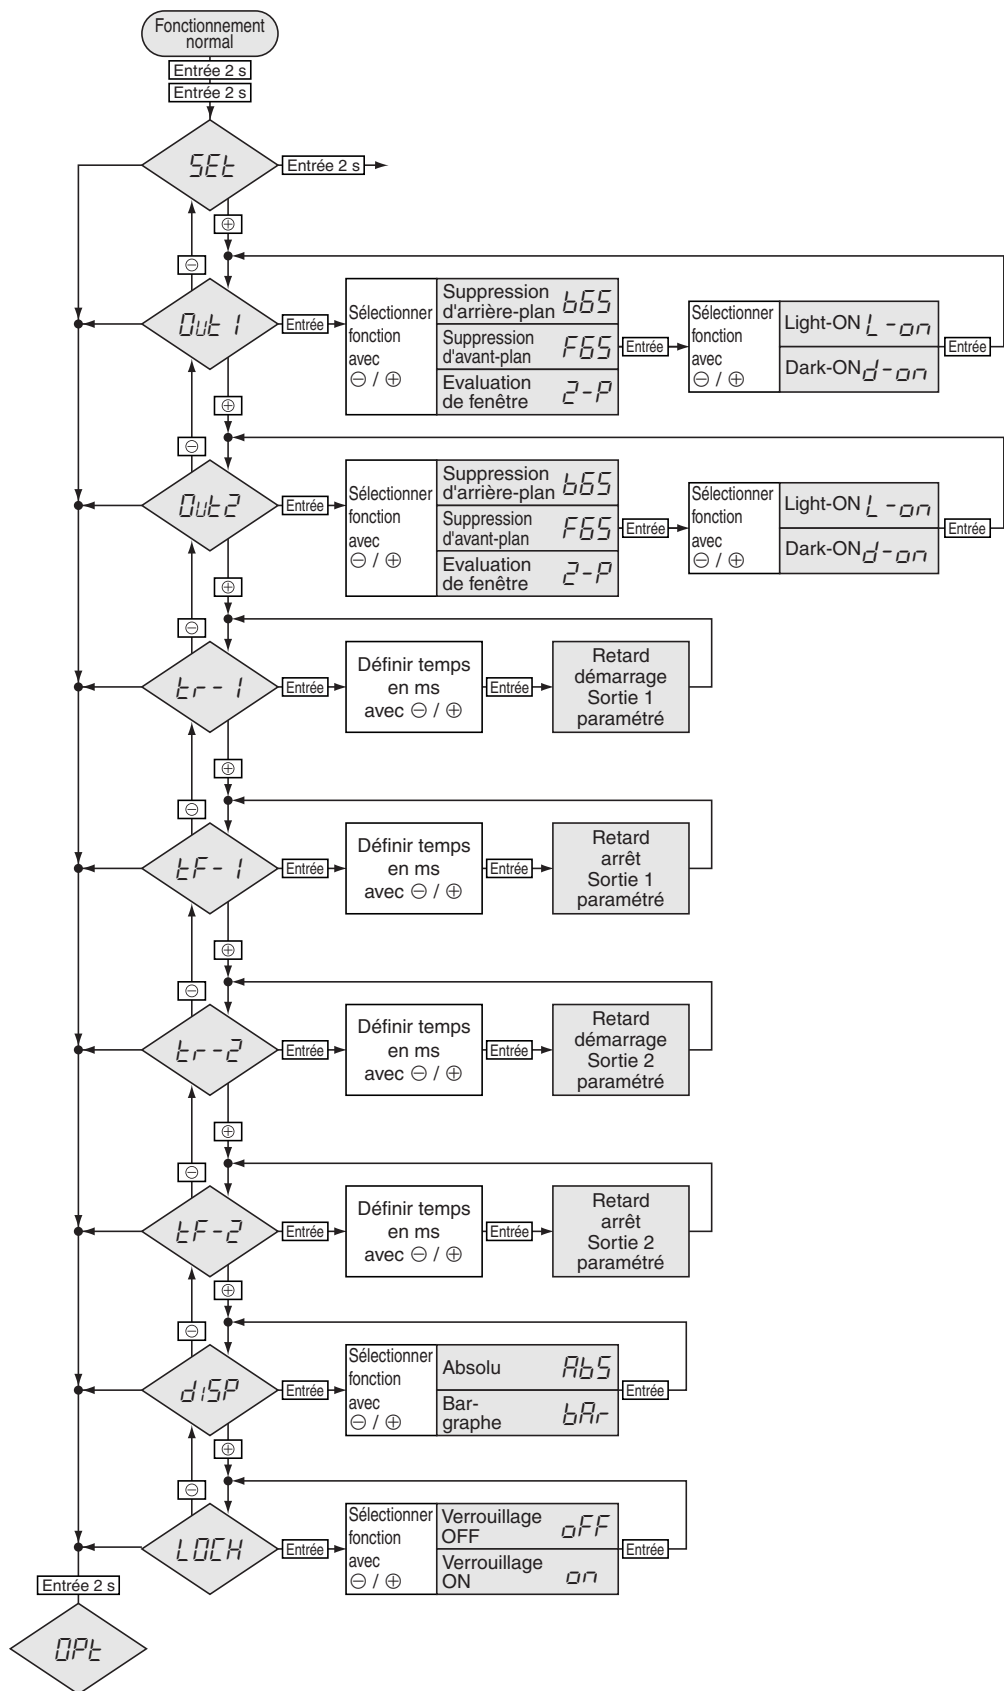 Fonctionnement
normal
Entrée 2 s
Entrée 2 s
SEt
Entrée 2 s
⊕
⊖
Out 1
Entrée
Sélectionner
fonction
avec
⊖ / ⊕
Suppression
d'arrière-plan bGS
Suppression
d'avant-plan FGS
Evaluation
de fenêtre 2-P
Entrée
Sélectionner
fonction
avec
⊖ / ⊕
Light-ON L-on
Dark-ON d-on
Entrée
⊕
⊖
Out2
Entrée
Sélectionner
fonction
avec
⊖ / ⊕
Suppression
d'arrière-plan bGS
Suppression
d'avant-plan FGS
Evaluation
de fenêtre 2-P
Entrée
Sélectionner
fonction
avec
⊖ / ⊕
Light-ON L-on
Dark-ON d-on
Entrée
⊕
⊖
tr-1
Entrée
Définir temps
en ms
avec ⊖ / ⊕
Entrée
Retard
démarrage
Sortie 1
paramétré
⊕
⊖
tF-1
Entrée
Définir temps
en ms
avec ⊖ / ⊕
Entrée
Retard
arrêt
Sortie 1
paramétré
⊕
⊖
tr-2
Entrée
Définir temps
en ms
avec ⊖ / ⊕
Entrée
Retard
démarrage
Sortie 2
paramétré
⊕
⊖
tF-2
Entrée
Définir temps
en ms
avec ⊖ / ⊕
Entrée
Retard
arrêt
Sortie 2
paramétré
⊕
⊖
diSP
Entrée
Sélectionner
fonction
avec
⊖ / ⊕
Absolu AbS
Bar-
graphe bAr
Entrée
⊕
⊖
LOCH
Entrée
Sélectionner
fonction
avec
⊖ / ⊕
Verrouillage
OFF oFF
Verrouillage
ON on
Entrée
Entrée 2 s
OPt